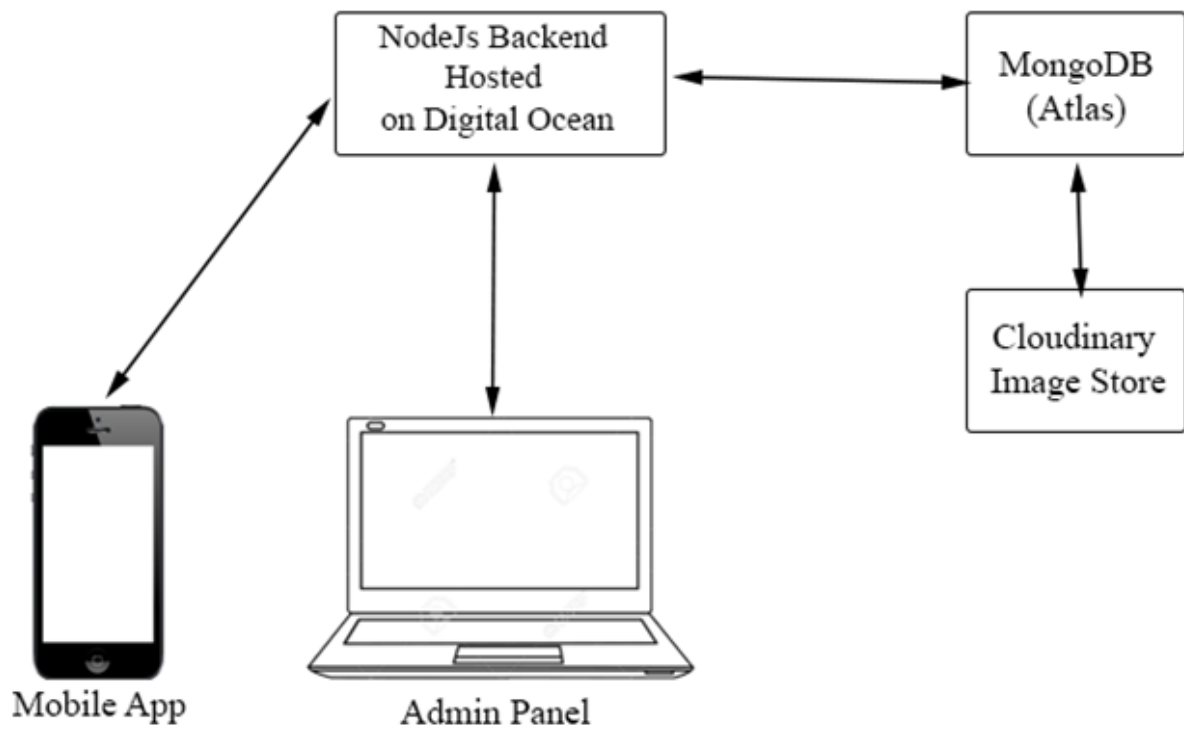 NodeJs Backend
Hosted
on Digital Ocean
MongoDB
(Atlas)
Cloudinary
Image Store
Mobile App
Admin Panel